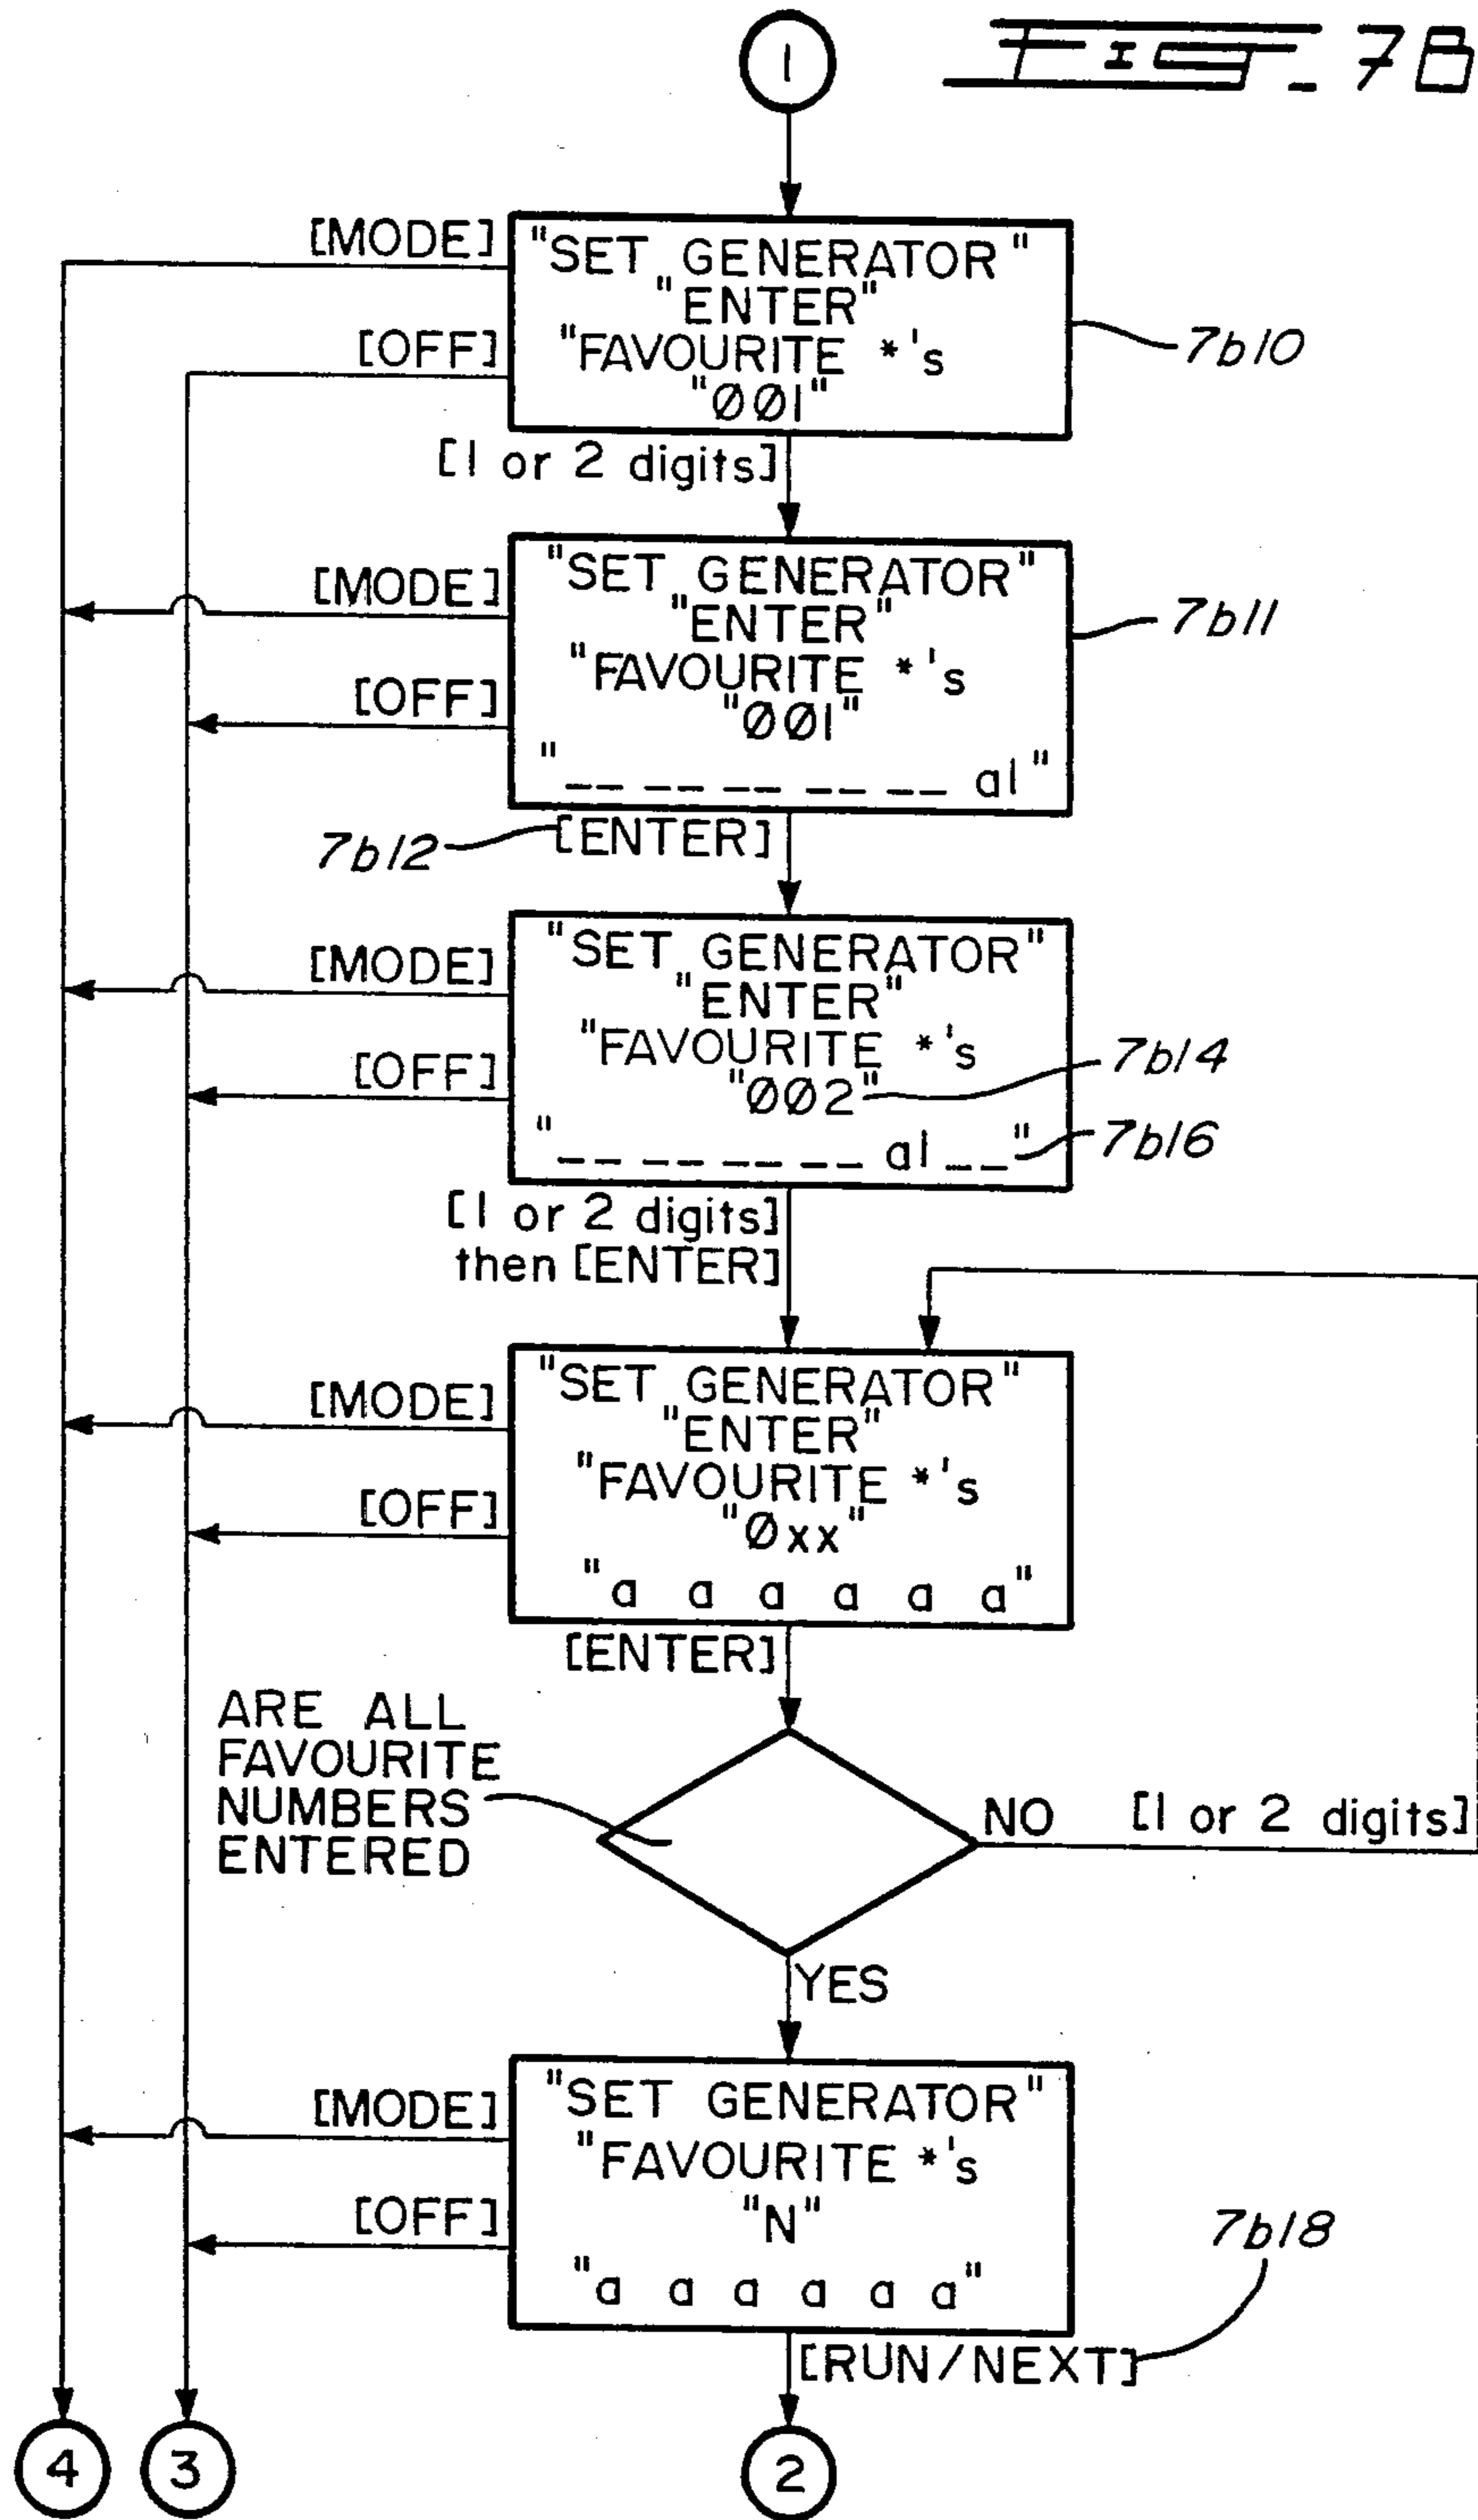 1
FIG_7B
[MODE]
"SET GENERATOR"
"ENTER"
[OFF]
"FAVOURITE *'s
"ØØ1"
7b10
[1 or 2 digits]
[MODE]
"SET GENERATOR"
"ENTER"
7b11
"FAVOURITE *'s
[OFF]
"ØØ1"
"__ __ __ __ __ a1"
7b12
[ENTER]
[MODE]
"SET GENERATOR"
"ENTER"
"FAVOURITE *'s
[OFF]
"ØØ2"
7b14
"__ __ __ __ a1 __"
7b16
[1 or 2 digits]
then [ENTER]
[MODE]
"SET GENERATOR"
"ENTER"
"FAVOURITE *'s
[OFF]
"Øxx"
"a a a a a a"
[ENTER]
ARE ALL
FAVOURITE
NUMBERS
ENTERED
NO [1 or 2 digits]
YES
[MODE]
"SET GENERATOR"
"FAVOURITE *'s
[OFF]
"N"
"a a a a a a"
7b18
[RUN/NEXT]
4
3
2